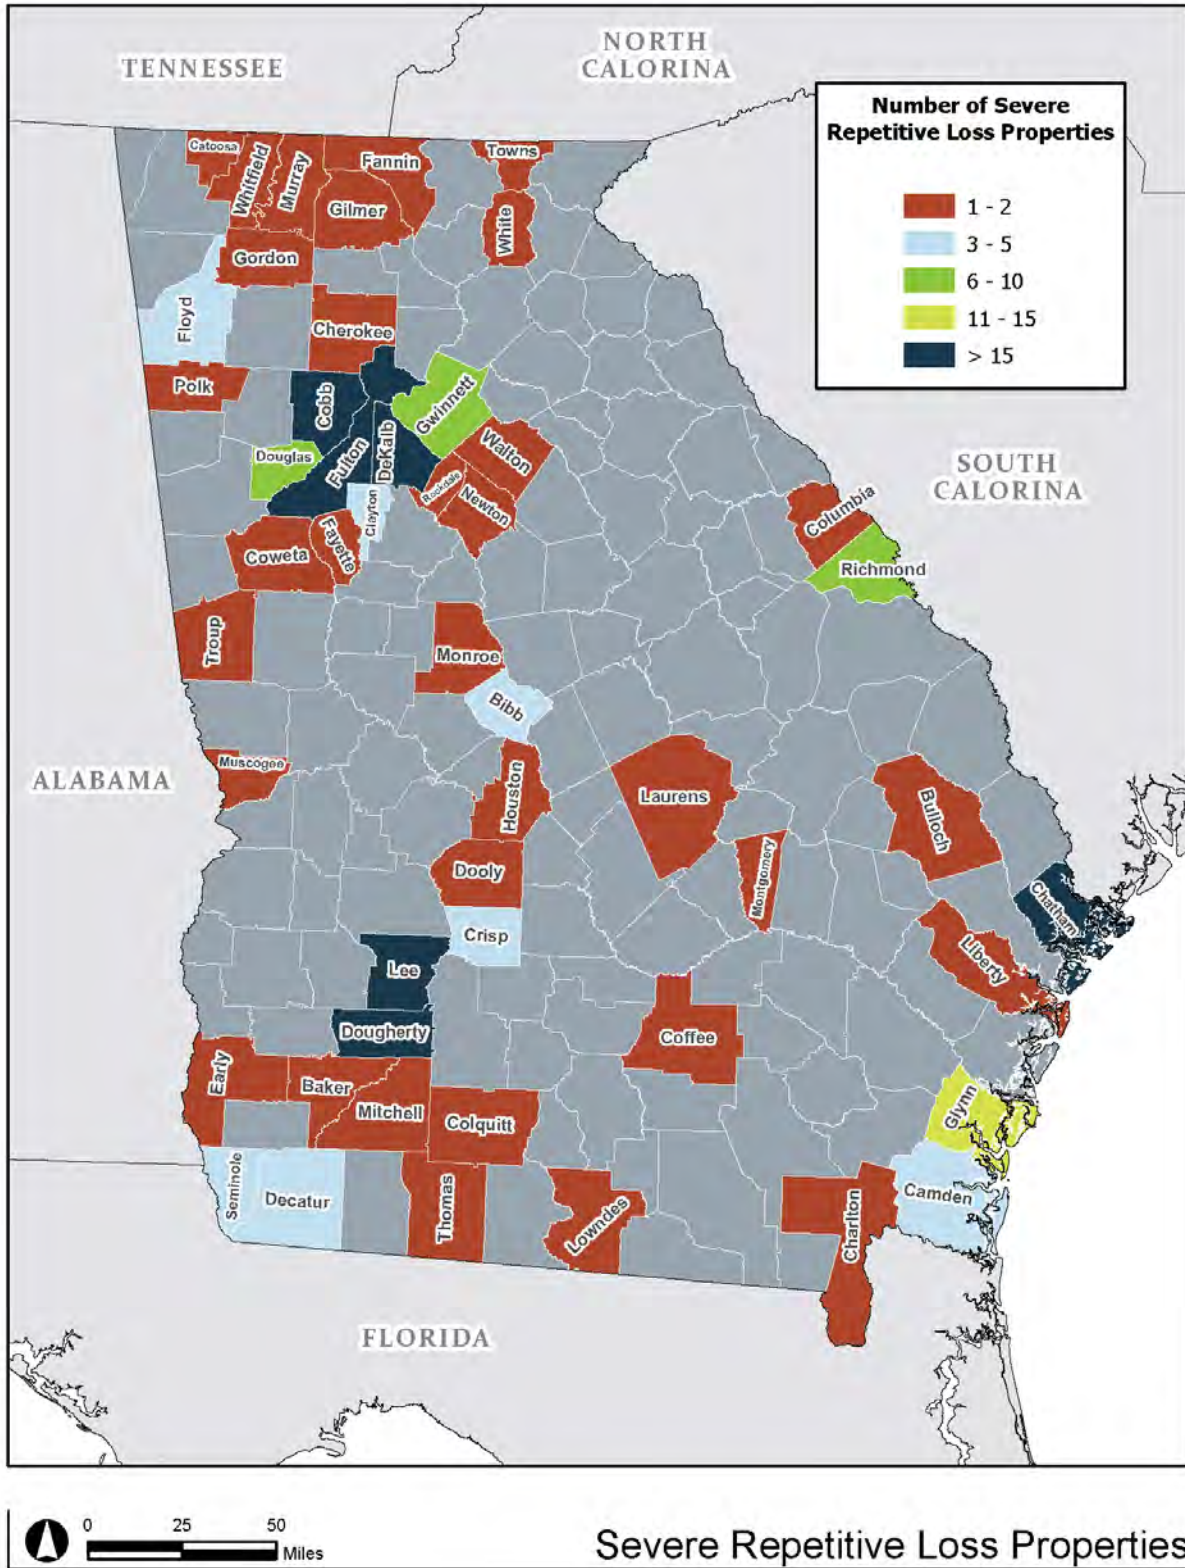 TENNESSEE
NORTH
CALORINA
Number of Severe
Repetitive Loss Properties
1 - 2
3 - 5
6 - 10
11 - 15
> 15
Catoosa
Whitfield
Murray
Fannin
Towns
Gilmer
White
Gordon
Floyd
Cherokee
Polk
Cobb
Gwinnett
Douglas
Fulton
DeKalb
Walton
Rockdale
Newton
Clayton
SOUTH
CALORINA
Columbia
Richmond
Coweta
Fayette
Troup
Monroe
Bibb
ALABAMA
Muscogee
Houston
Laurens
Bulloch
Dooly
Montgomery
Chatham
Crisp
Liberty
Lee
Dougherty
Coffee
Early
Baker
Mitchell
Colquitt
Glynn
Seminole
Decatur
Thomas
Lowndes
Charlton
Camden
FLORIDA
0 25 50
Miles
Severe Repetitive Loss Properties